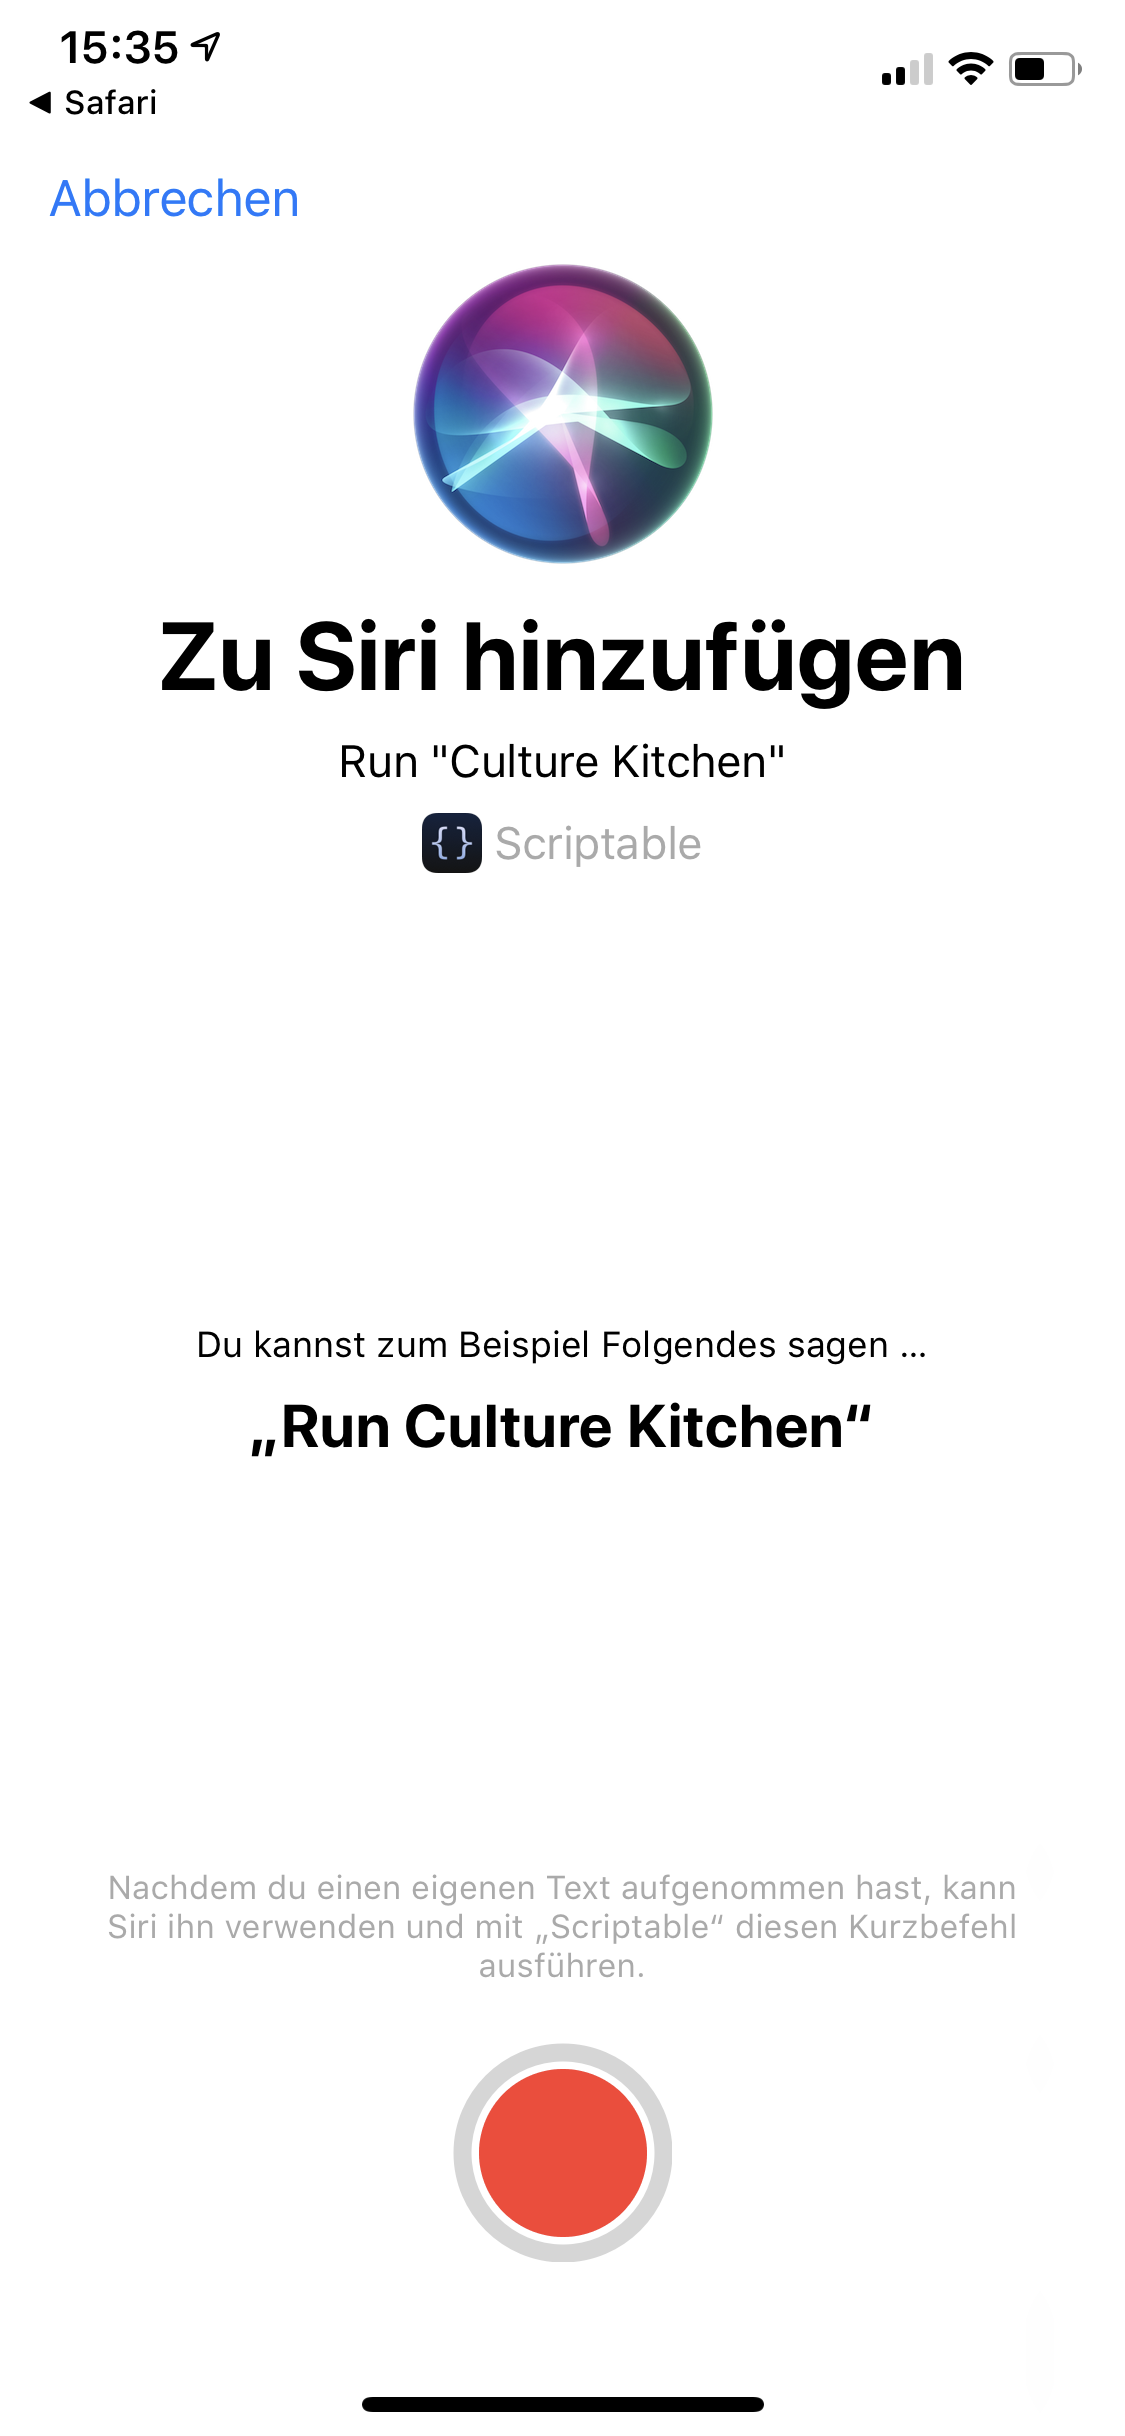 15:35
◀ Safari
Abbrechen
Zu Siri hinzufügen
Run "Culture Kitchen"
{} Scriptable
Du kannst zum Beispiel Folgendes sagen ...
„Run Culture Kitchen“
Nachdem du einen eigenen Text aufgenommen hast, kann
Siri ihn verwenden und mit „Scriptable“ diesen Kurzbefehl
ausführen.